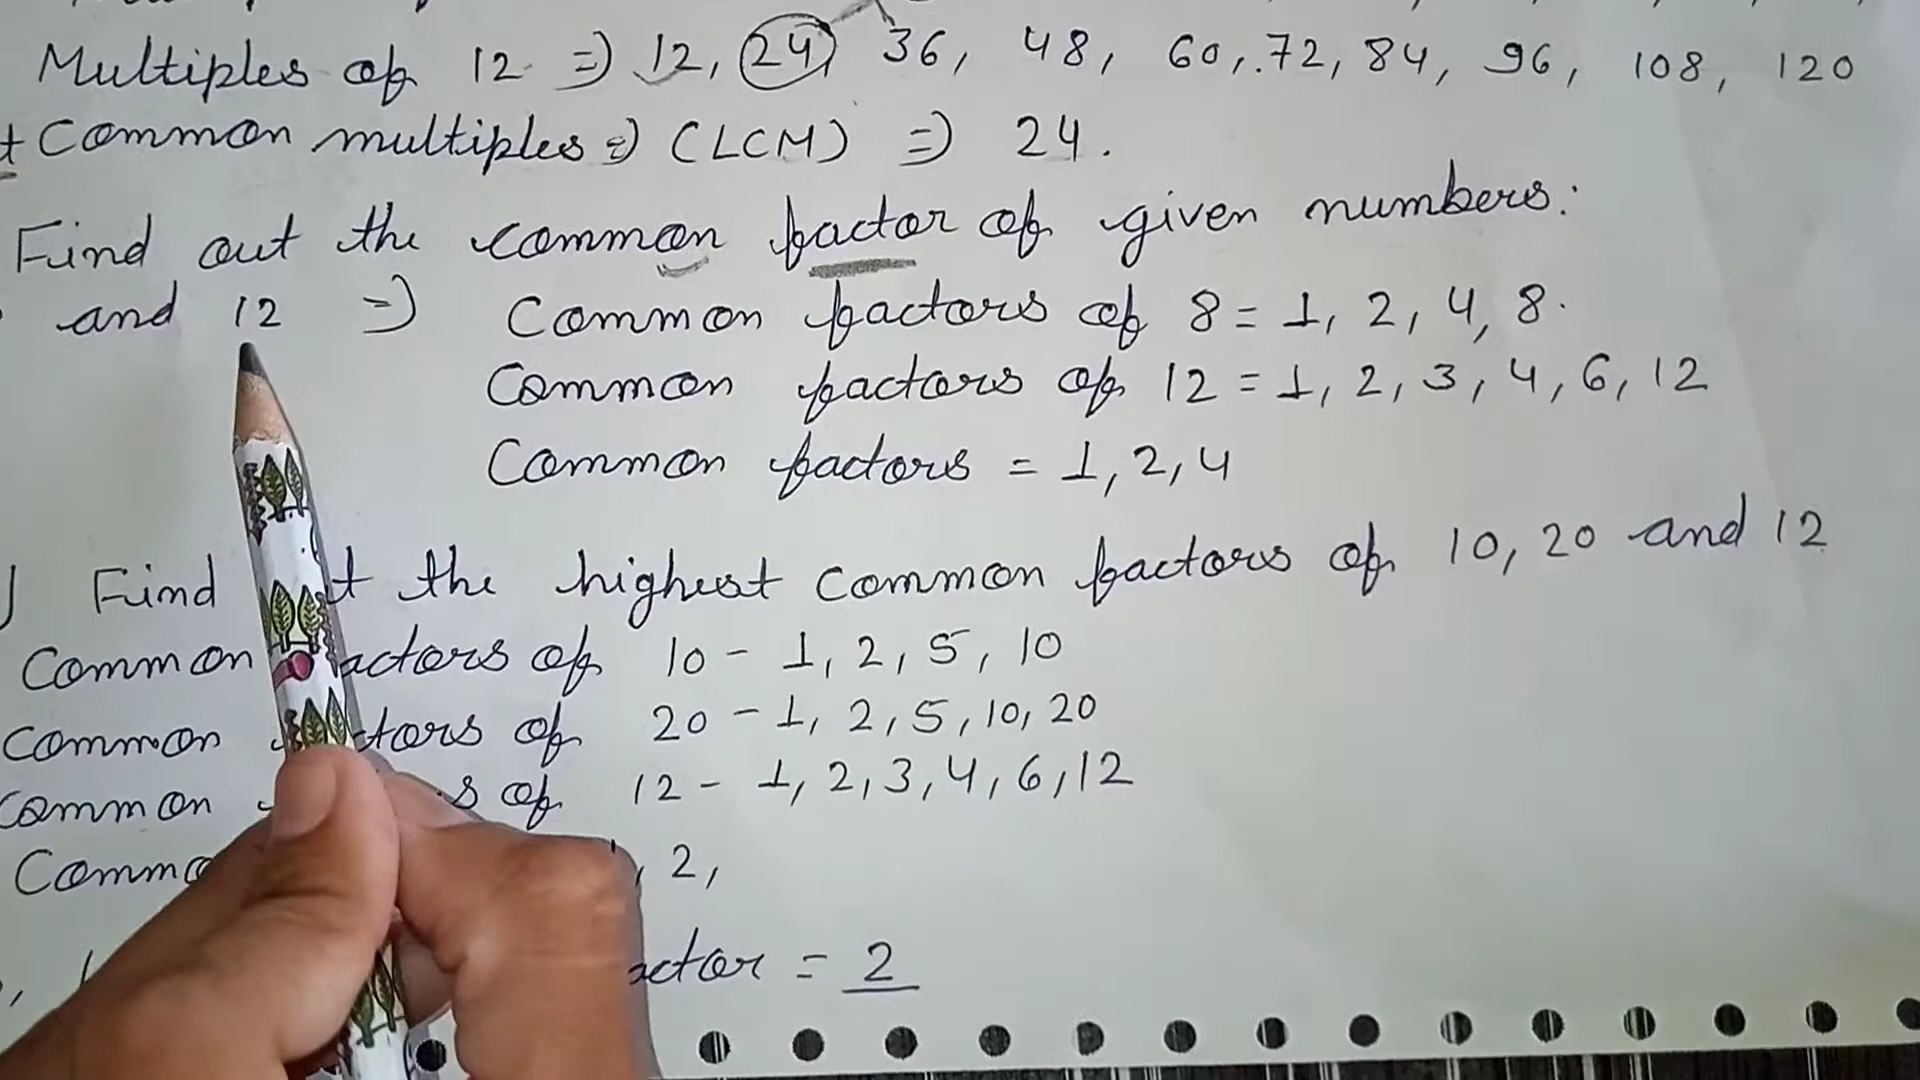 Multiples of 12 => 12, 24, 36, 48, 60, 72, 84, 96, 108, 120
Common multiples => (LCM) => 24.
Find out the common factor of given numbers:
and 12 => Common factors of 8 = 1, 2, 4, 8.
Common factors of 12 = 1, 2, 3, 4, 6, 12
Common factors = 1, 2, 4
Find the highest common factors of 10, 20 and 12
Common of 10 - 1, 2, 5, 10
Common of 20 - 1, 2, 5, 10, 20
Common of 12 - 1, 2, 3, 4, 6, 12
2,
= 2